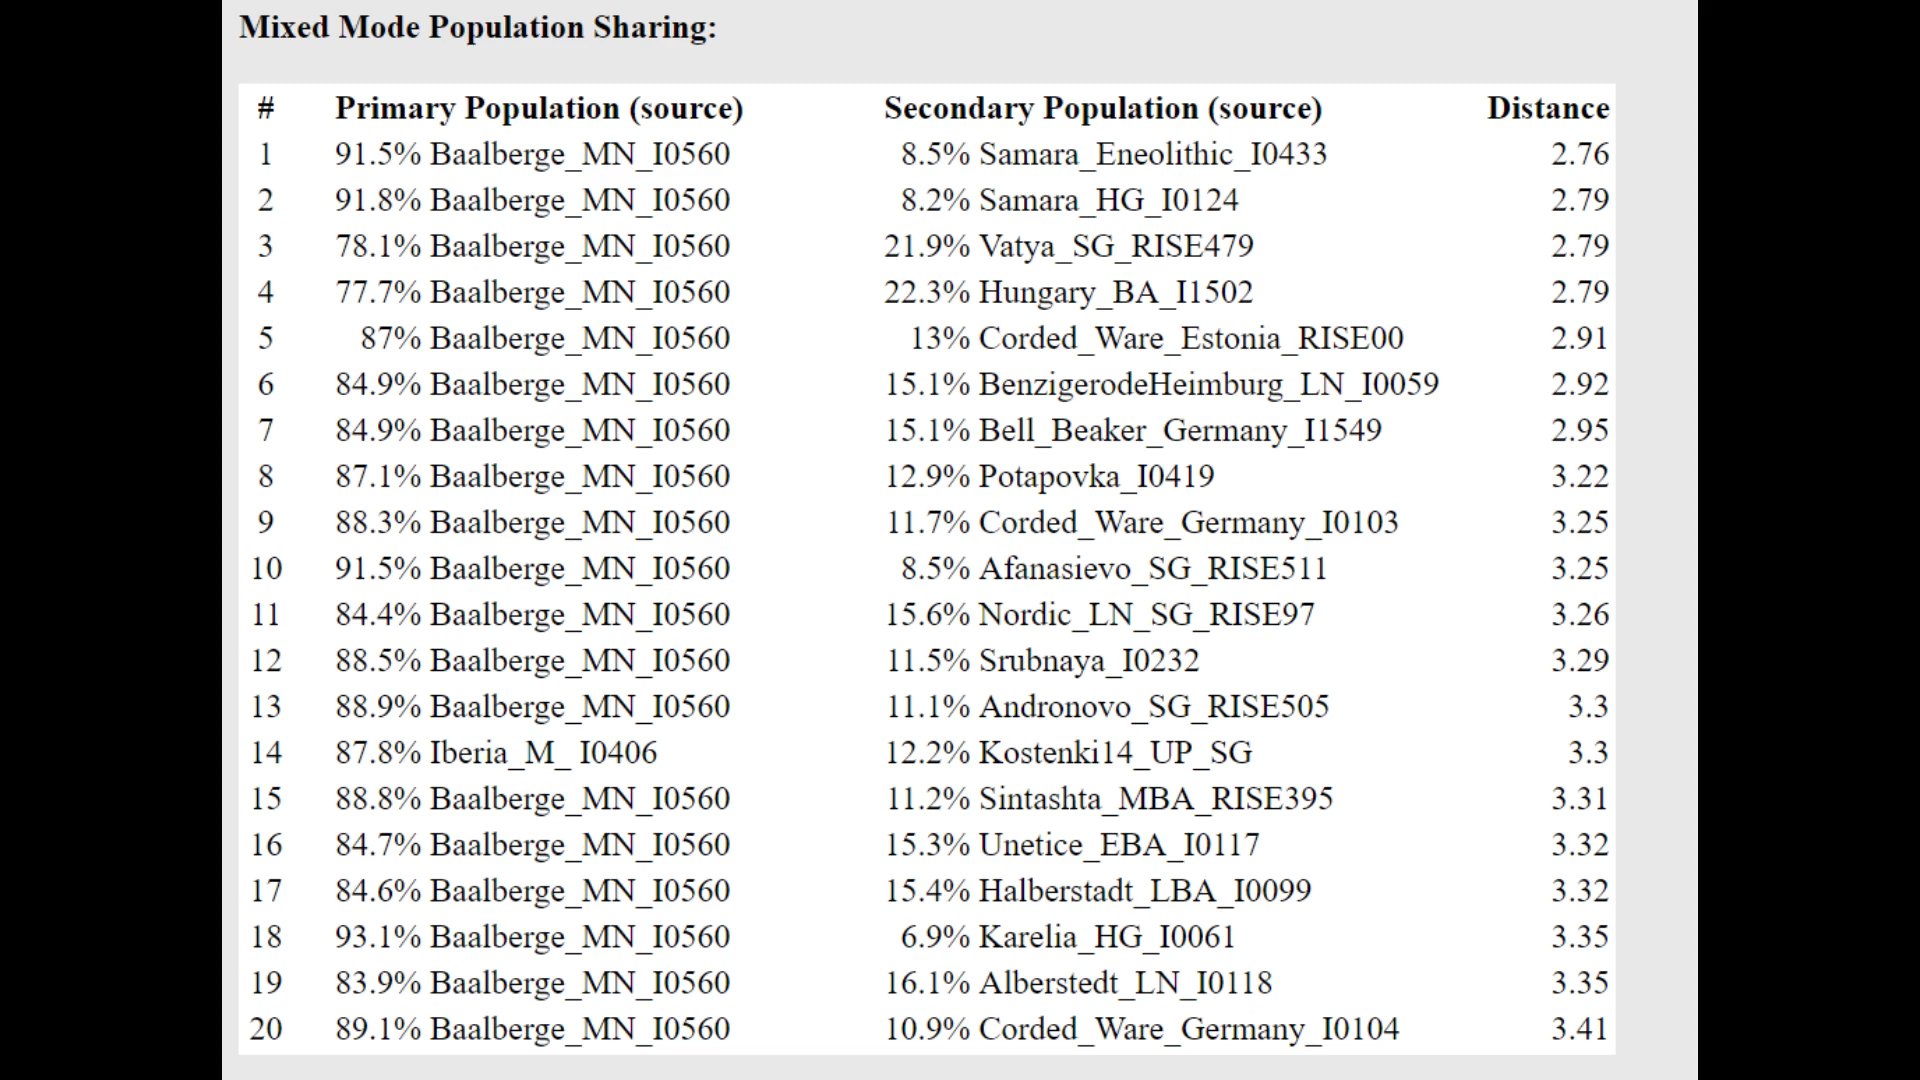 Mixed Mode Population Sharing:
# Primary Population (source) Secondary Population (source) Distance
1 91.5% Baalberge_MN_I0560 8.5% Samara_Eneolithic_I0433 2.76
2 91.8% Baalberge_MN_I0560 8.2% Samara_HG_I0124 2.79
3 78.1% Baalberge_MN_I0560 21.9% Vatya_SG_RISE479 2.79
4 77.7% Baalberge_MN_I0560 22.3% Hungary_BA_I1502 2.79
5 87% Baalberge_MN_I0560 13% Corded_Ware_Estonia_RISE00 2.91
6 84.9% Baalberge_MN_I0560 15.1% BenzigerodeHeimburg_LN_I0059 2.92
7 84.9% Baalberge_MN_I0560 15.1% Bell_Beaker_Germany_I1549 2.95
8 87.1% Baalberge_MN_I0560 12.9% Potapovka_I0419 3.22
9 88.3% Baalberge_MN_I0560 11.7% Corded_Ware_Germany_I0103 3.25
10 91.5% Baalberge_MN_I0560 8.5% Afanasievo_SG_RISE511 3.25
11 84.4% Baalberge_MN_I0560 15.6% Nordic_LN_SG_RISE97 3.26
12 88.5% Baalberge_MN_I0560 11.5% Srubnaya_I0232 3.29
13 88.9% Baalberge_MN_I0560 11.1% Andronovo_SG_RISE505 3.3
14 87.8% Iberia_M_ I0406 12.2% Kostenki14_UP_SG 3.3
15 88.8% Baalberge_MN_I0560 11.2% Sintashta_MBA_RISE395 3.31
16 84.7% Baalberge_MN_I0560 15.3% Unetice_EBA_I0117 3.32
17 84.6% Baalberge_MN_I0560 15.4% Halberstadt_LBA_I0099 3.32
18 93.1% Baalberge_MN_I0560 6.9% Karelia_HG_I0061 3.35
19 83.9% Baalberge_MN_I0560 16.1% Alberstedt_LN_I0118 3.35
20 89.1% Baalberge_MN_I0560 10.9% Corded_Ware_Germany_I0104 3.41